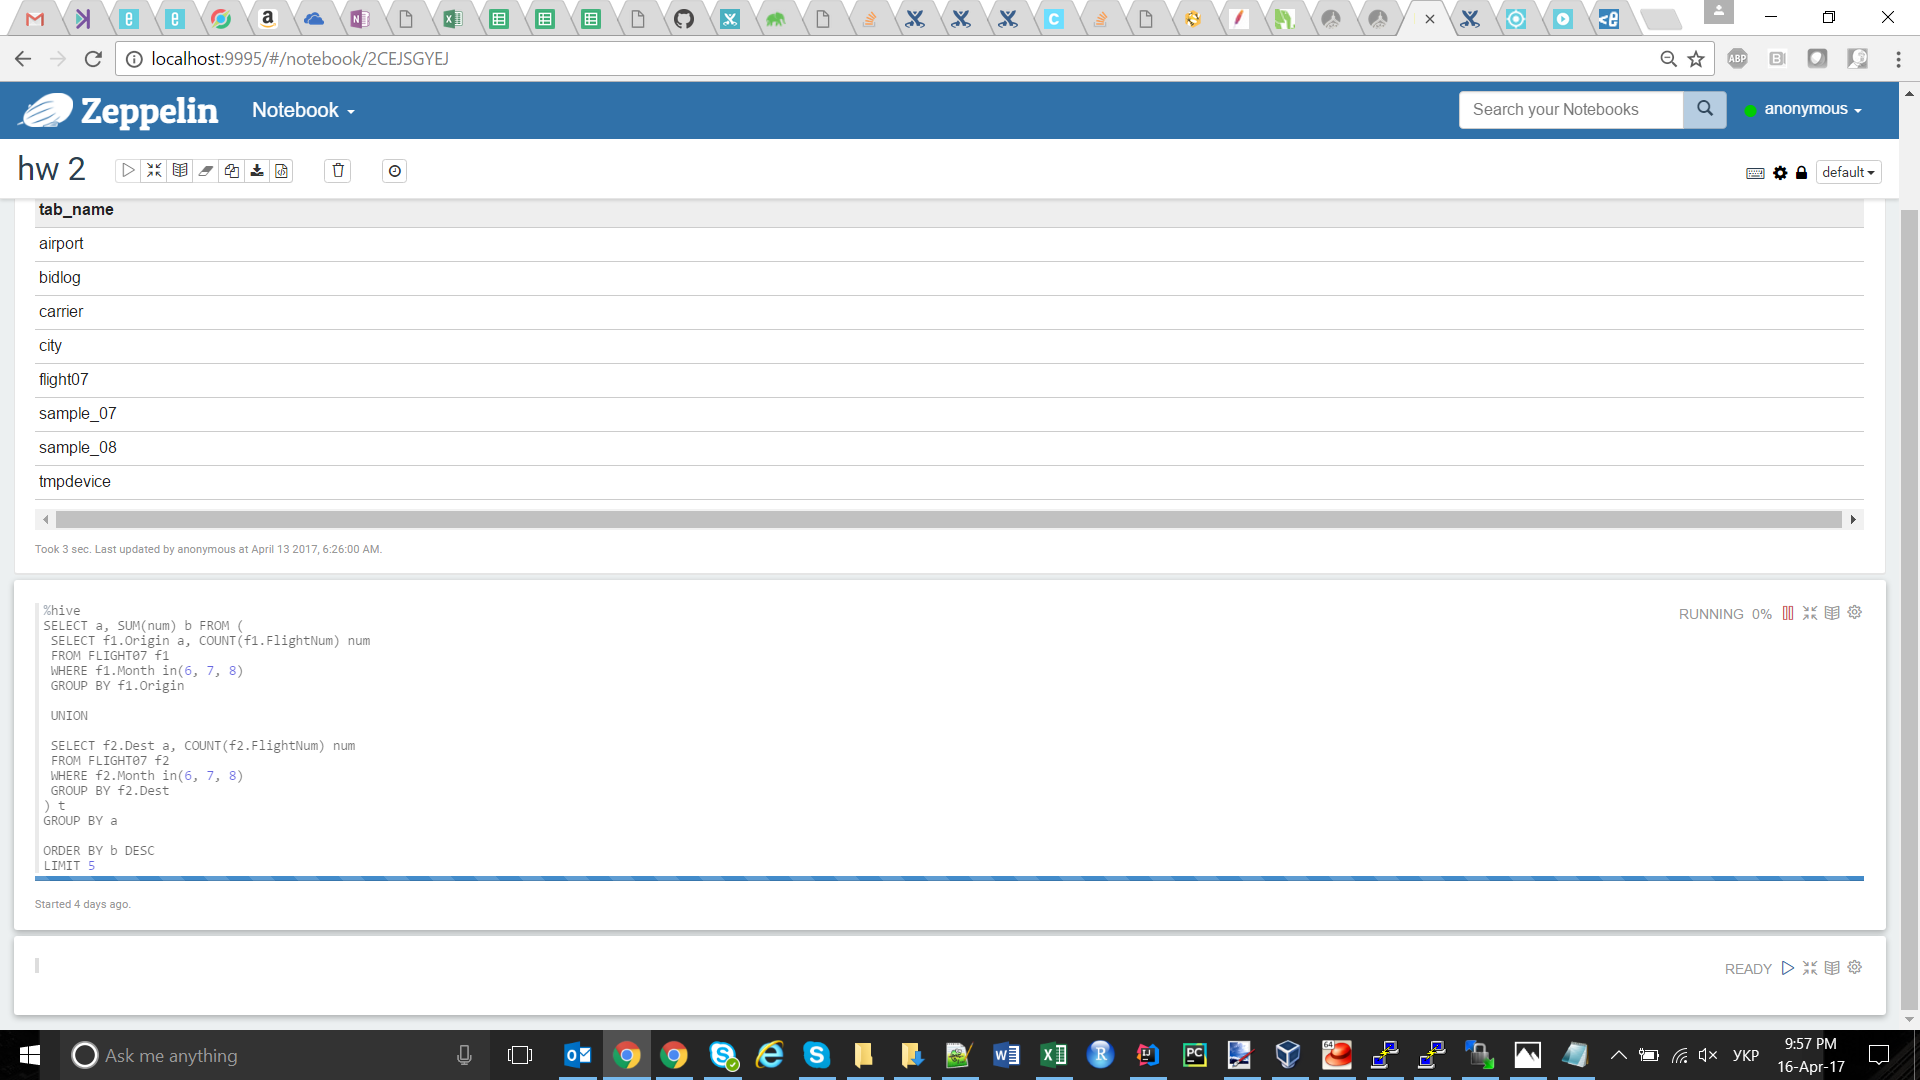 localhost:9995/#/notebook/2CEJSGYEJ
ABP
Zeppelin
Notebook
Search your Notebooks
anonymous
hw 2
default
tab_name
airport
bidlog
carrier
city
flight07
sample_07
sample_08
tmpdevice
Took 3 sec. Last updated by anonymous at April 13 2017, 6:26:00 AM.
%hive
RUNNING 0%
SELECT a, SUM(num) b FROM (
SELECT f1.Origin a, COUNT(f1.FlightNum) num
FROM FLIGHT07 f1
WHERE f1.Month in(6, 7, 8)
GROUP BY f1.Origin
UNION
SELECT f2.Dest a, COUNT(f2.FlightNum) num
FROM FLIGHT07 f2
WHERE f2.Month in(6, 7, 8)
GROUP BY f2.Dest
) t
GROUP BY a
ORDER BY b DESC
LIMIT 5
Started 4 days ago.
READY
Ask me anything
УКР
9:57 PM
16-Apr-17